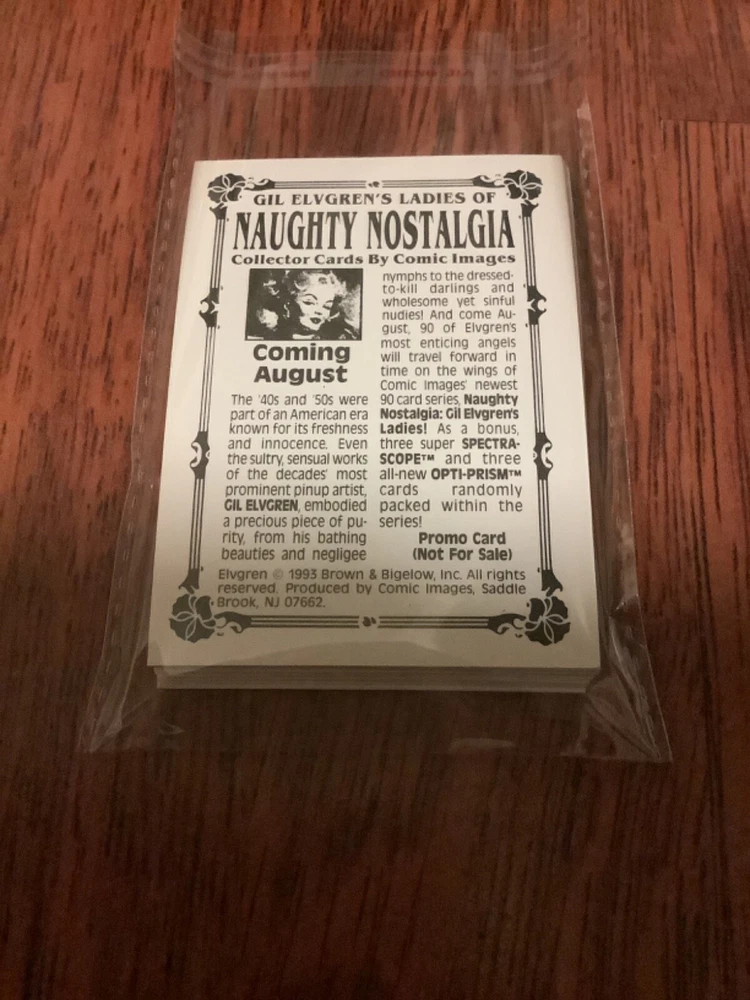 GIL ELVGREN'S LADIES OF
NAUGHTY NOSTALGIA
Collector Cards By Comic Images
Coming
August
The '40s and '50s were
part of an American era
known for its freshness
and innocence. Even
the sultry, sensual works
of the decades' most
prominent pinup artist,
GIL ELVGREN, embodied
a precious piece of pu-
rity, from his bathing
beauties and negligee
nymphs to the dressed-
to-kill darlings and
wholesome yet sinful
nudies! And come Au-
gust, 90 of Elvgren's
most enticing angels
will travel forward in
time on the wings of
Comic Images' newest
90 card series, Naughty
Nostalgia: Gil Elvgren's
Ladies! As a bonus,
three super SPECTRA-
SCOPE™ and three
all-new OPTI-PRISM™
cards randomly
packed within the
series!
Promo Card
(Not For Sale)
Elvgren © 1993 Brown & Bigelow, Inc. All rights
reserved. Produced by Comic Images, Saddle
Brook, NJ 07662.